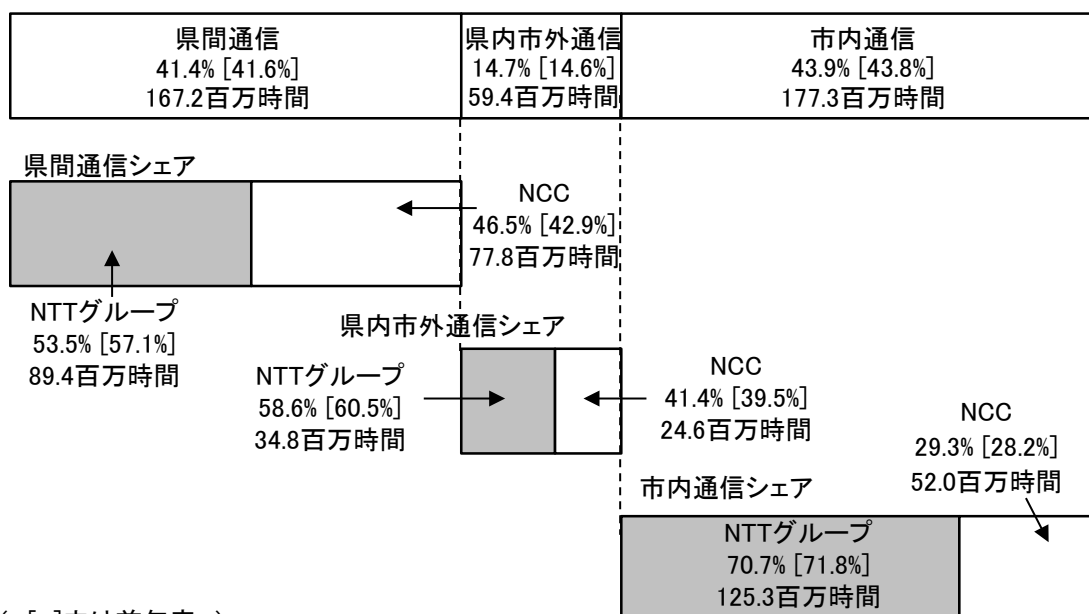 県間通信
41.4% [41.6%]
167.2百万時間
県内市外通信
14.7% [14.6%]
59.4百万時間
市内通信
43.9% [43.8%]
177.3百万時間
県間通信シェア
NCC
46.5% [42.9%]
77.8百万時間
NTTグループ
53.5% [57.1%]
89.4百万時間
県内市外通信シェア
NTTグループ
58.6% [60.5%]
34.8百万時間
NCC
41.4% [39.5%]
24.6百万時間
NCC
29.3% [28.2%]
52.0百万時間
市内通信シェア
NTTグループ
70.7% [71.8%]
125.3百万時間